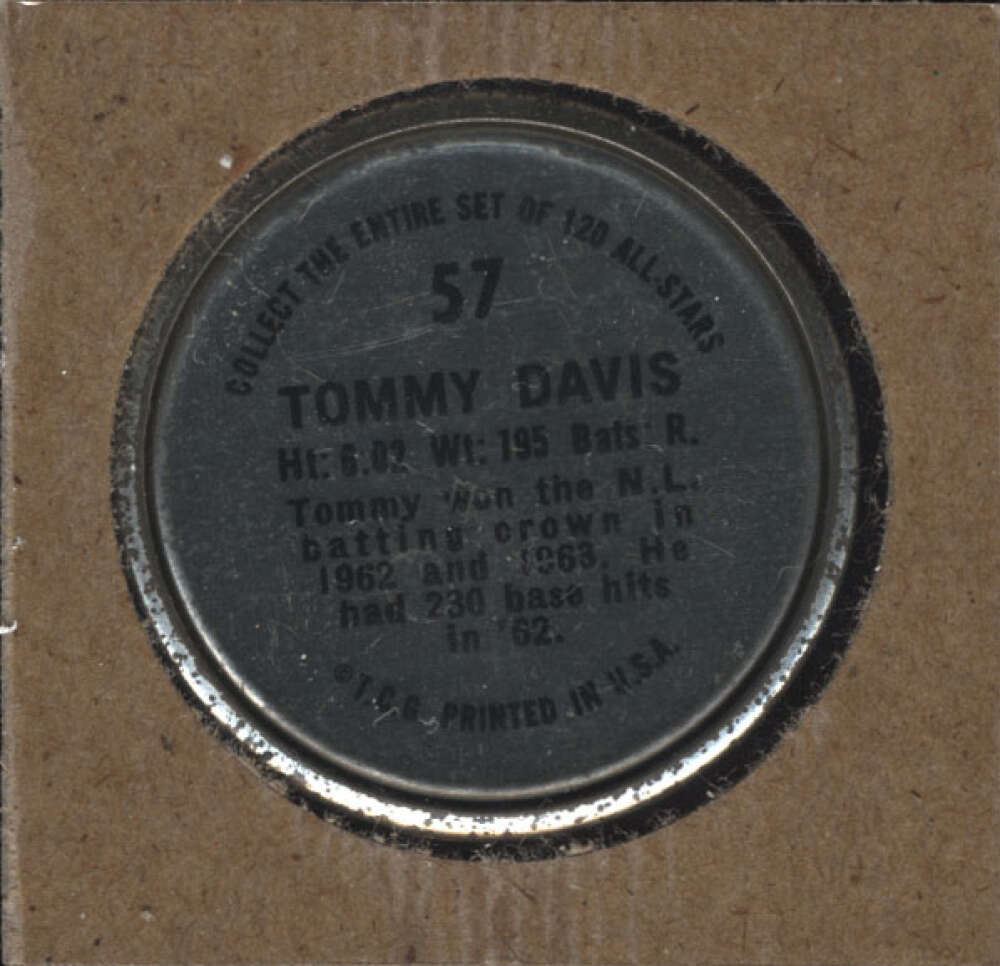 COLLECT THE ENTIRE SET OF 120 ALL-STARS
57
TOMMY DAVIS
Ht: 6.02 Wt: 195 Bats: R.
Tommy won the N.L.
batting crown in
1962 and 1963. He
had 230 base hits
in '62.
©T.C.G. PRINTED IN U.S.A.